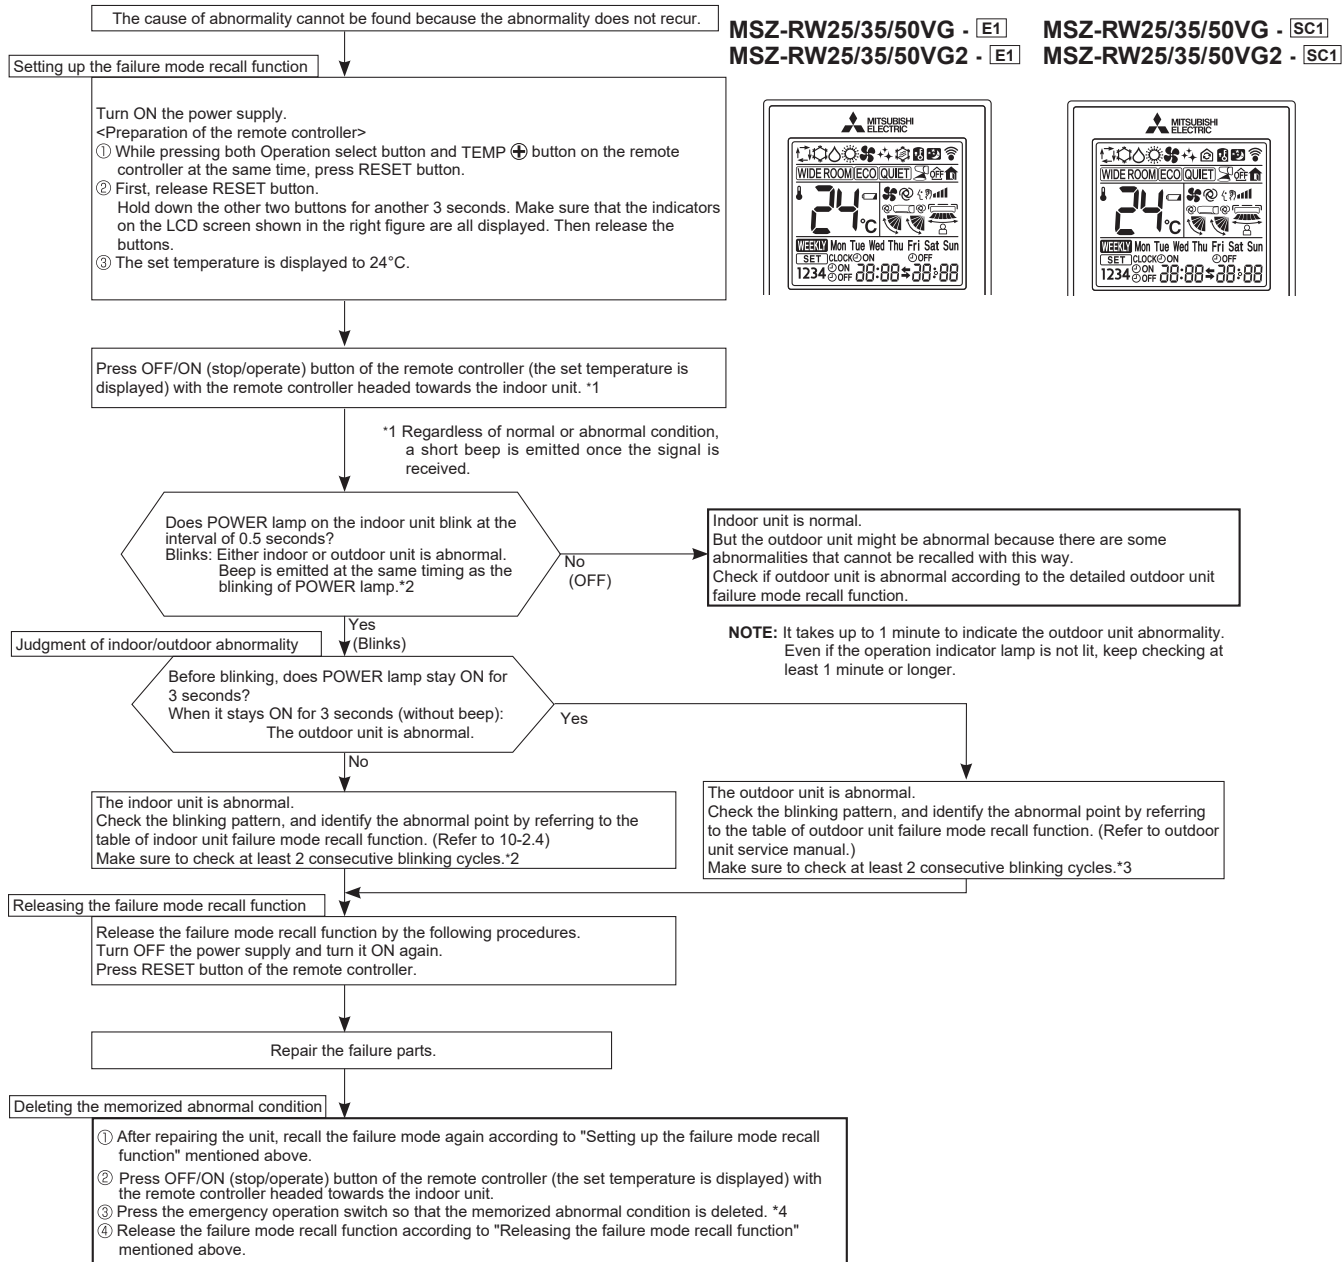 The cause of abnormality cannot be found because the abnormality does not recur.
MSZ-RW25/35/50VG - E1
MSZ-RW25/35/50VG2 - E1
MSZ-RW25/35/50VG - SC1
MSZ-RW25/35/50VG2 - SC1
Setting up the failure mode recall function
Turn ON the power supply.
<Preparation of the remote controller>
① While pressing both Operation select button and TEMP ⊕ button on the remote
controller at the same time, press RESET button.
② First, release RESET button.
Hold down the other two buttons for another 3 seconds. Make sure that the indicators
on the LCD screen shown in the right figure are all displayed. Then release the
buttons.
③ The set temperature is displayed to 24°C.
MITSUBISHI
ELECTRIC
WIDE ROOM ECO QUIET OFF
24°C
WEEKLY Mon Tue Wed Thu Fri Sat Sun
SET CLOCK ON OFF
1234 ON OFF 28:88 28:88
MITSUBISHI
ELECTRIC
WIDE ROOM ECO QUIET OFF
24°C
WEEKLY Mon Tue Wed Thu Fri Sat Sun
SET CLOCK ON OFF
1234 ON OFF 28:88 28:88
Press OFF/ON (stop/operate) button of the remote controller (the set temperature is
displayed) with the remote controller headed towards the indoor unit. *1
*1 Regardless of normal or abnormal condition,
a short beep is emitted once the signal is
received.
Does POWER lamp on the indoor unit blink at the
interval of 0.5 seconds?
Blinks: Either indoor or outdoor unit is abnormal.
Beep is emitted at the same timing as the
blinking of POWER lamp.*2
No
(OFF)
Indoor unit is normal.
But the outdoor unit might be abnormal because there are some
abnormalities that cannot be recalled with this way.
Check if outdoor unit is abnormal according to the detailed outdoor unit
failure mode recall function.
NOTE: It takes up to 1 minute to indicate the outdoor unit abnormality.
Even if the operation indicator lamp is not lit, keep checking at
least 1 minute or longer.
Yes
(Blinks)
Judgment of indoor/outdoor abnormality
Before blinking, does POWER lamp stay ON for
3 seconds?
When it stays ON for 3 seconds (without beep):
The outdoor unit is abnormal.
Yes
No
The indoor unit is abnormal.
Check the blinking pattern, and identify the abnormal point by referring to the
table of indoor unit failure mode recall function. (Refer to 10-2.4)
Make sure to check at least 2 consecutive blinking cycles.*2
The outdoor unit is abnormal.
Check the blinking pattern, and identify the abnormal point by referring
to the table of outdoor unit failure mode recall function. (Refer to outdoor
unit service manual.)
Make sure to check at least 2 consecutive blinking cycles.*3
Releasing the failure mode recall function
Release the failure mode recall function by the following procedures.
Turn OFF the power supply and turn it ON again.
Press RESET button of the remote controller.
Repair the failure parts.
Deleting the memorized abnormal condition
① After repairing the unit, recall the failure mode again according to "Setting up the failure mode recall
function" mentioned above.
② Press OFF/ON (stop/operate) button of the remote controller (the set temperature is displayed) with
the remote controller headed towards the indoor unit.
③ Press the emergency operation switch so that the memorized abnormal condition is deleted. *4
④ Release the failure mode recall function according to "Releasing the failure mode recall function"
mentioned above.